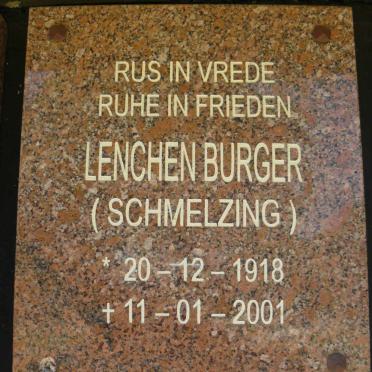 RUS IN VREDE
RUHE IN FRIEDEN
LENCHEN BURGER
( SCHMELZING )
* 20 – 12 – 1918
† 11 – 01 – 2001